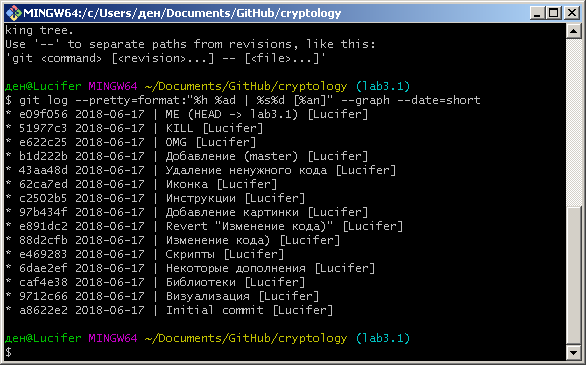 MINGW64:/c/Users/ден/Documents/GitHub/cryptology
king tree.
Use '--' to separate paths from revisions, like this:
'git <command> [<revision>...] -- [<file>...]'
ден@Lucifer MINGW64 ~/Documents/GitHub/cryptology (lab3.1)
$ git log --pretty=format:"%h %ad | %s%d [%an]" --graph --date=short
* e09f056 2018-06-17 | ME (HEAD -> lab3.1) [Lucifer]
* 51977c3 2018-06-17 | KILL [Lucifer]
* e622c25 2018-06-17 | OMG [Lucifer]
* b1d222b 2018-06-17 | Добавление (master) [Lucifer]
* 43aa48d 2018-06-17 | Удаление ненужного кода [Lucifer]
* 62ca7ed 2018-06-17 | Иконка [Lucifer]
* c2502b5 2018-06-17 | Инструкции [Lucifer]
* 97b434f 2018-06-17 | Добавление картинки [Lucifer]
* e891dc2 2018-06-17 | Revert "Изменение кода)" [Lucifer]
* 88d2cfb 2018-06-17 | Изменение кода) [Lucifer]
* e469283 2018-06-17 | Скрипты [Lucifer]
* 6dae2ef 2018-06-17 | Некоторые дополнения [Lucifer]
* caf4e38 2018-06-17 | Библиотеки [Lucifer]
* 9712c66 2018-06-17 | Визуализация [Lucifer]
* a8622e2 2018-06-17 | Initial commit [Lucifer]
ден@Lucifer MINGW64 ~/Documents/GitHub/cryptology (lab3.1)
$